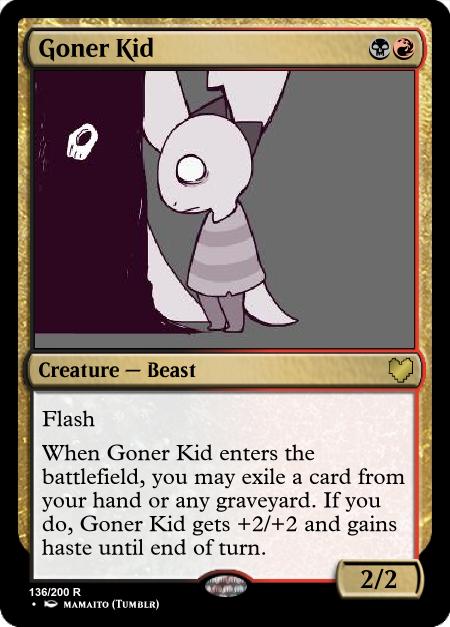 Goner Kid
Creature — Beast
Flash
When Goner Kid enters the
battlefield, you may exile a card from
your hand or any graveyard. If you
do, Goner Kid gets +2/+2 and gains
haste until end of turn.
2/2
136/200 R
• MAMAITO (TUMBLR)